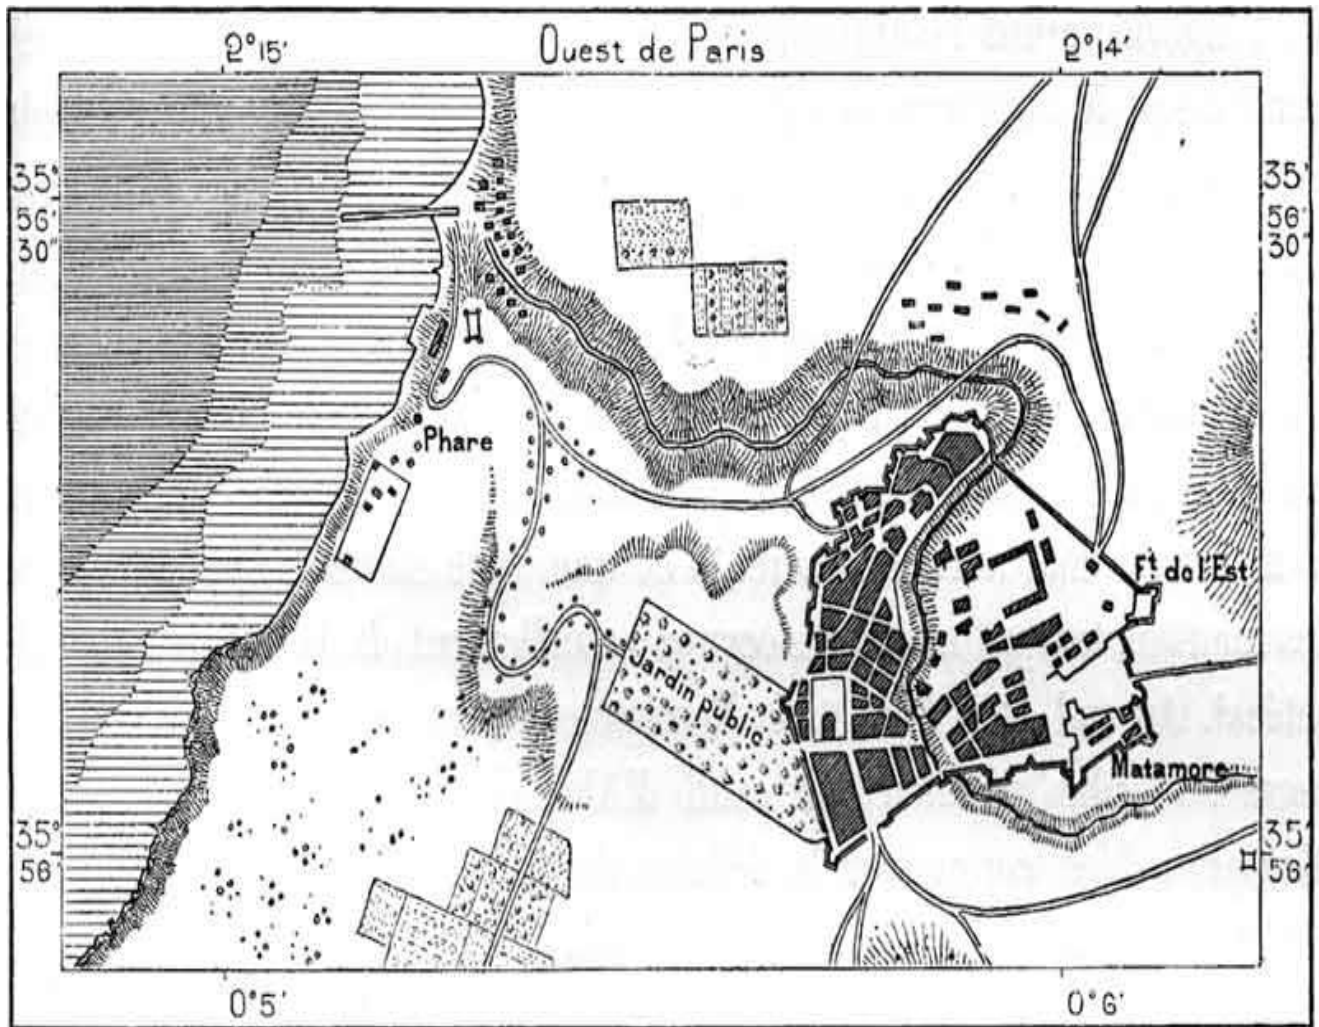 2°15'
Ouest de Paris
2°14'
35°
56'
30"
35°
56'
30"
Phare
Ft. de l'Est
Jardin public
Matamore
35°
56'
35°
56'
0°5'
0°6'